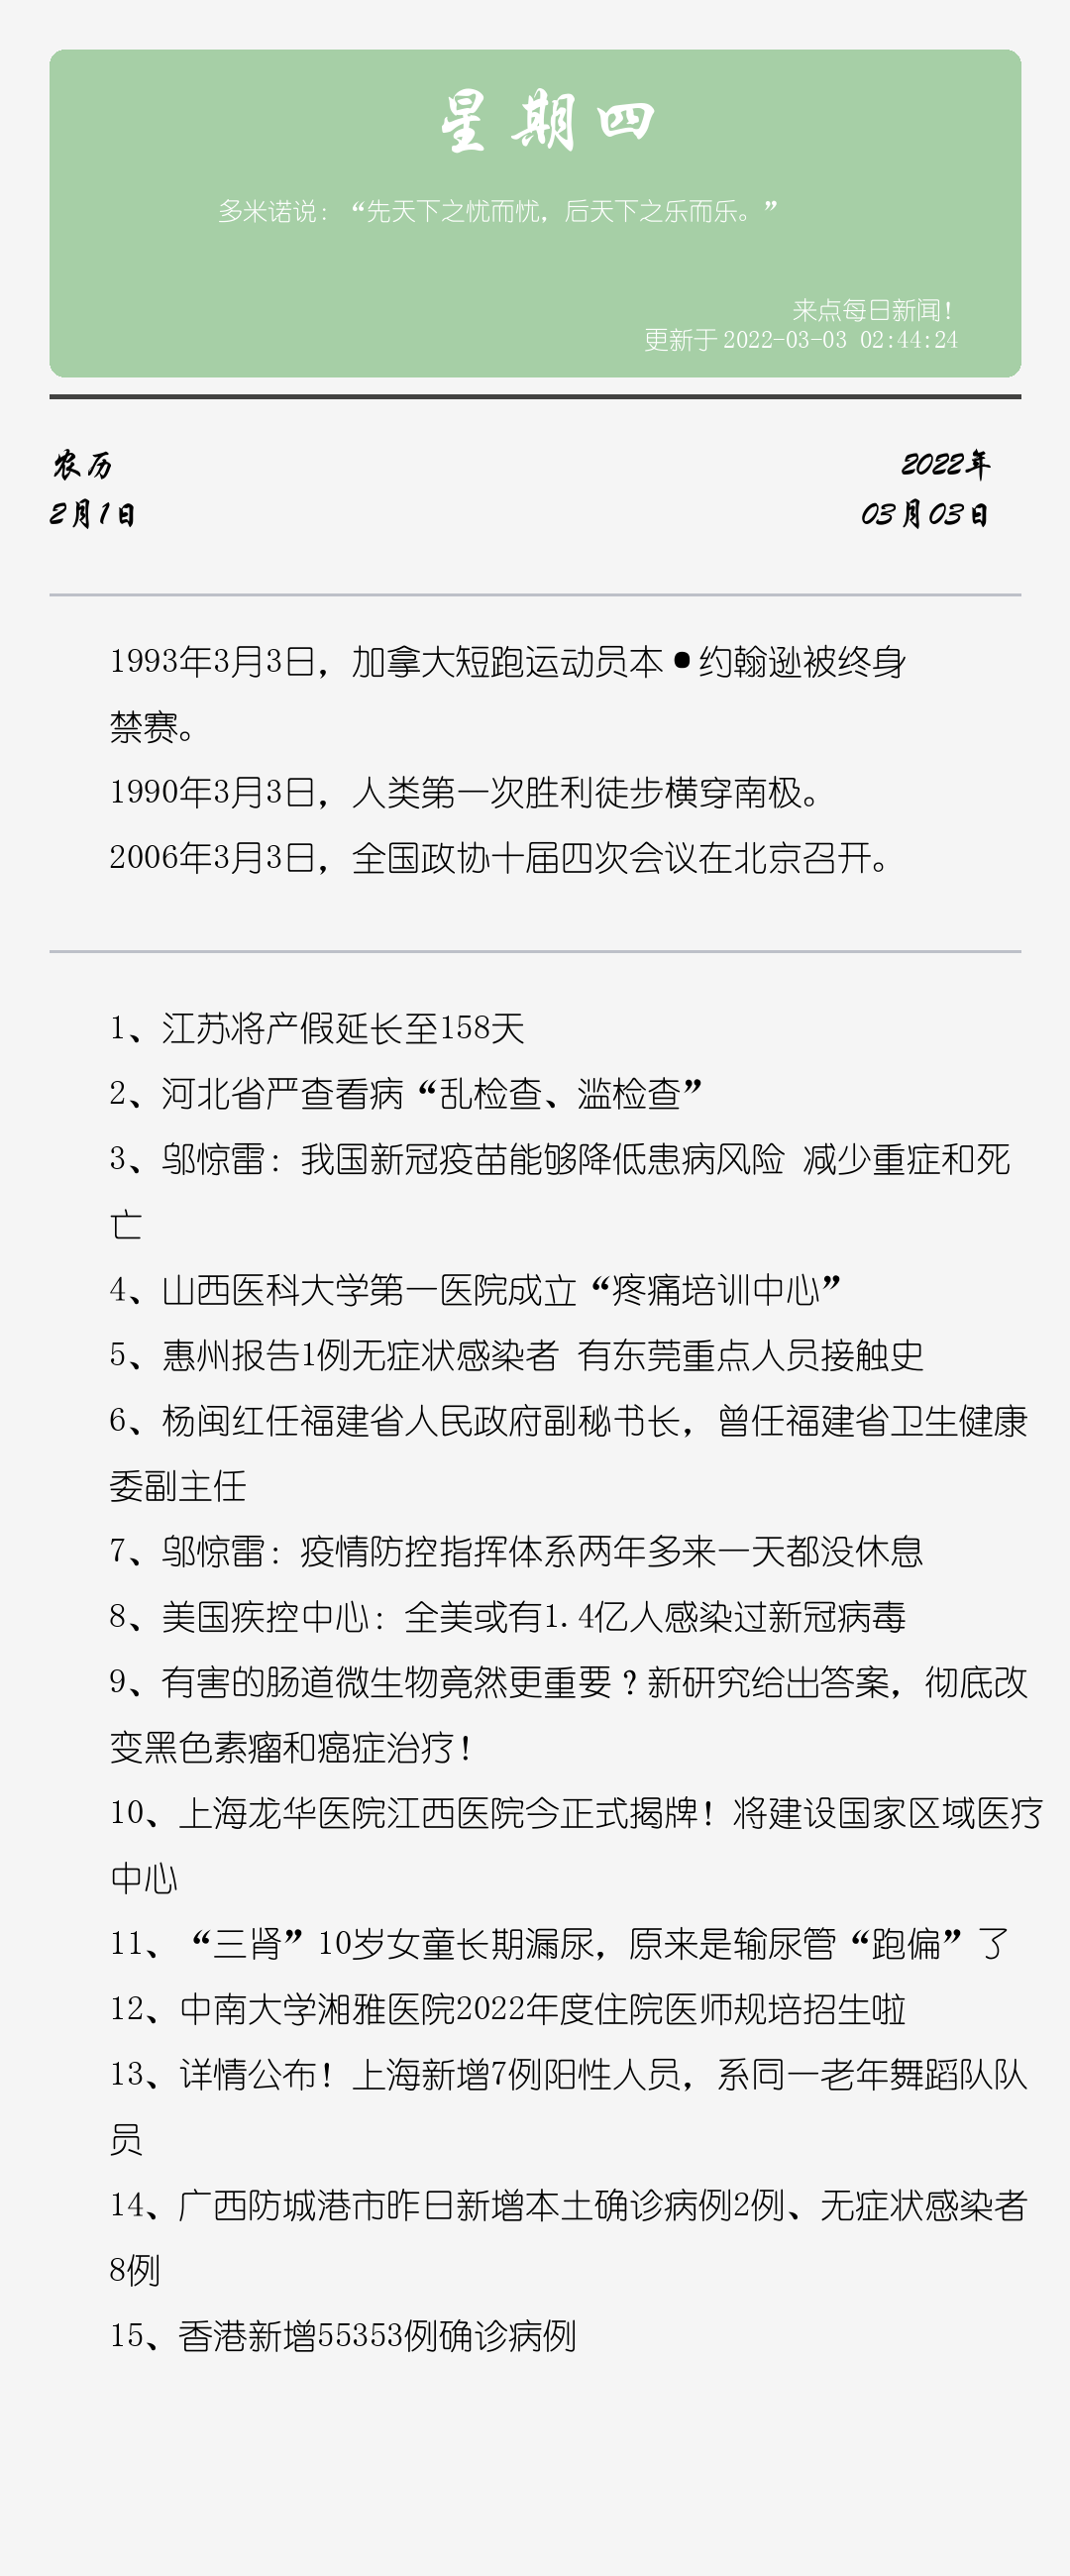 星期四
多米诺说：“先天下之忧而忧，后天下之乐而乐。”
来点每日新闻！
更新于 2022-03-03 02:44:24
农历
2022年
2月1日
03月03日
1993年3月3日，加拿大短跑运动员本●约翰逊被终身
禁赛。
1990年3月3日，人类第一次胜利徒步横穿南极。
2006年3月3日，全国政协十届四次会议在北京召开。
1、江苏将产假延长至158天
2、河北省严查看病“乱检查、滥检查”
3、邬惊雷：我国新冠疫苗能够降低患病风险 减少重症和死
亡
4、山西医科大学第一医院成立“疼痛培训中心”
5、惠州报告1例无症状感染者 有东莞重点人员接触史
6、杨闽红任福建省人民政府副秘书长，曾任福建省卫生健康
委副主任
7、邬惊雷：疫情防控指挥体系两年多来一天都没休息
8、美国疾控中心：全美或有1.4亿人感染过新冠病毒
9、有害的肠道微生物竟然更重要？新研究给出答案，彻底改
变黑色素瘤和癌症治疗！
10、上海龙华医院江西医院今正式揭牌！将建设国家区域医疗
中心
11、“三肾”10岁女童长期漏尿，原来是输尿管“跑偏”了
12、中南大学湘雅医院2022年度住院医师规培招生啦
13、详情公布！上海新增7例阳性人员，系同一老年舞蹈队队
员
14、广西防城港市昨日新增本土确诊病例2例、无症状感染者
8例
15、香港新增55353例确诊病例